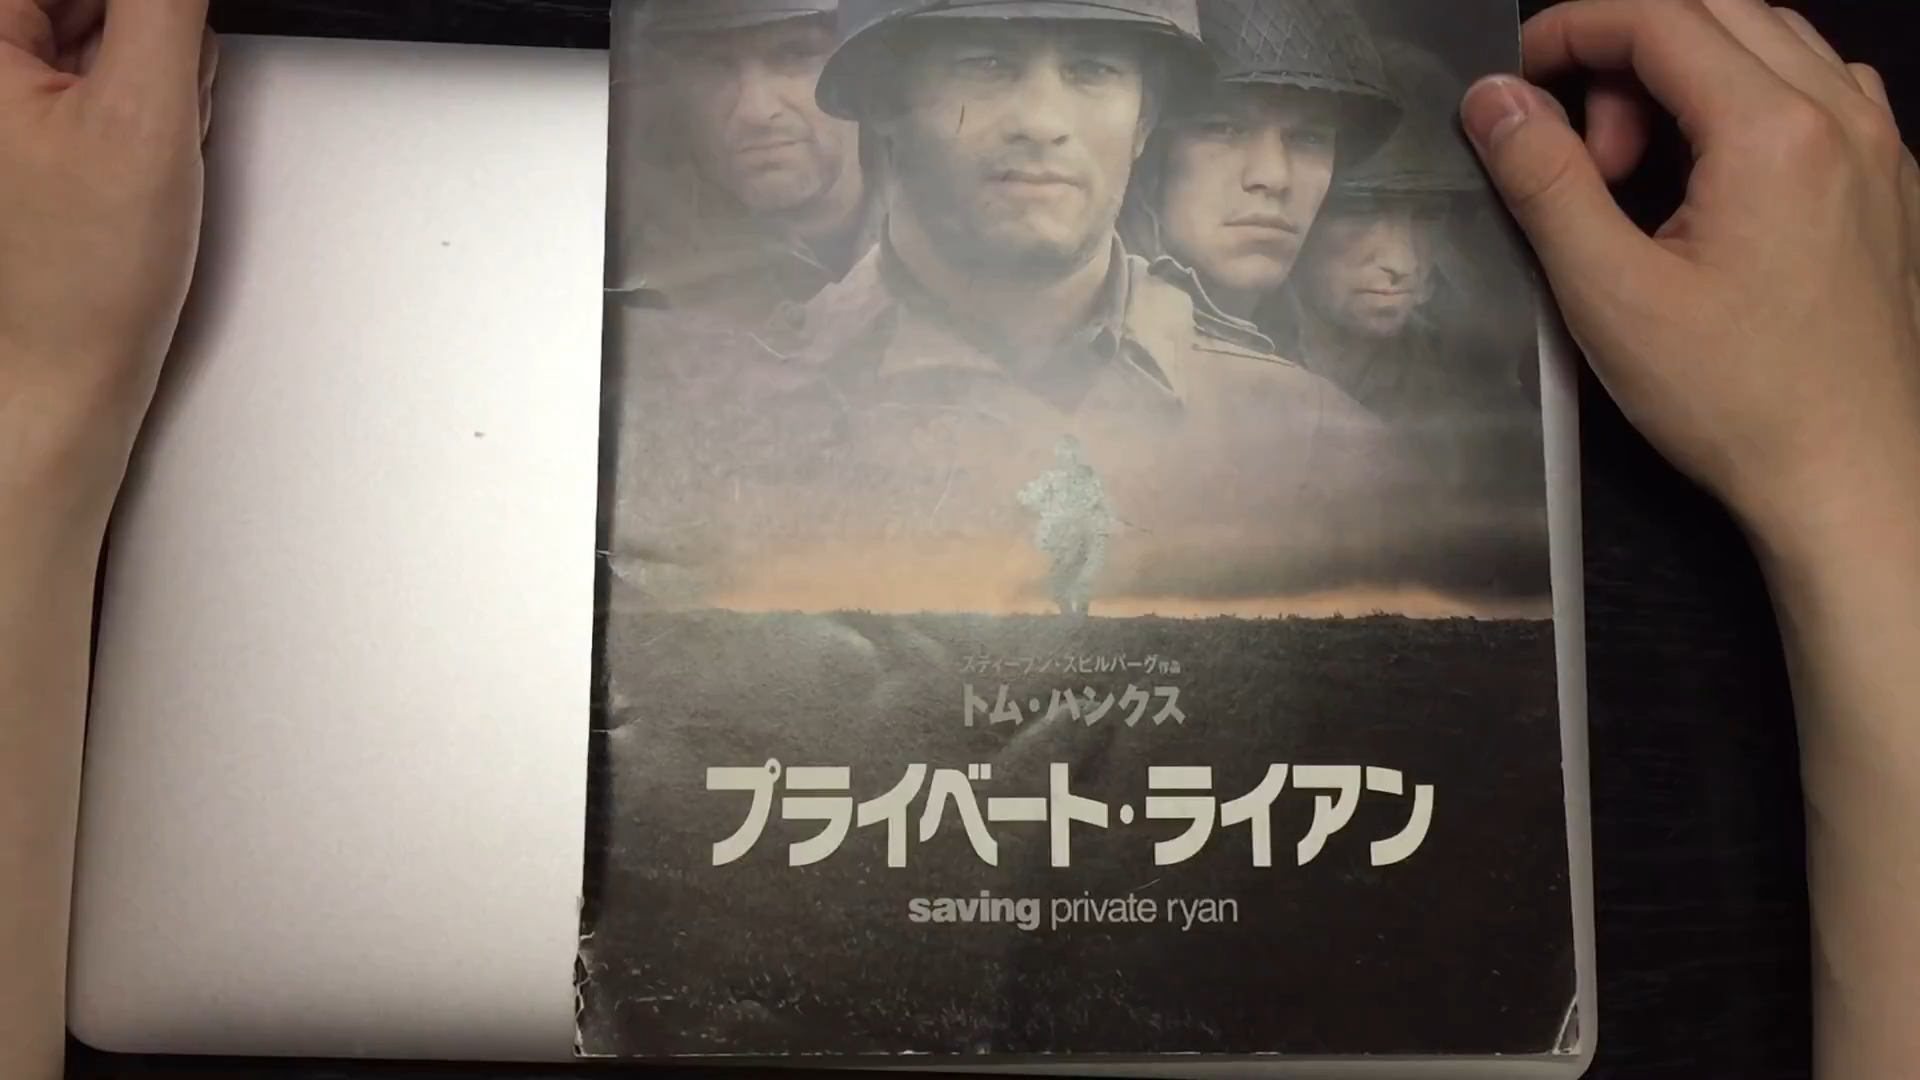 スティーブン・スピルバーグ作品
トム・ハンクス
プライベート・ライアン
saving private ryan